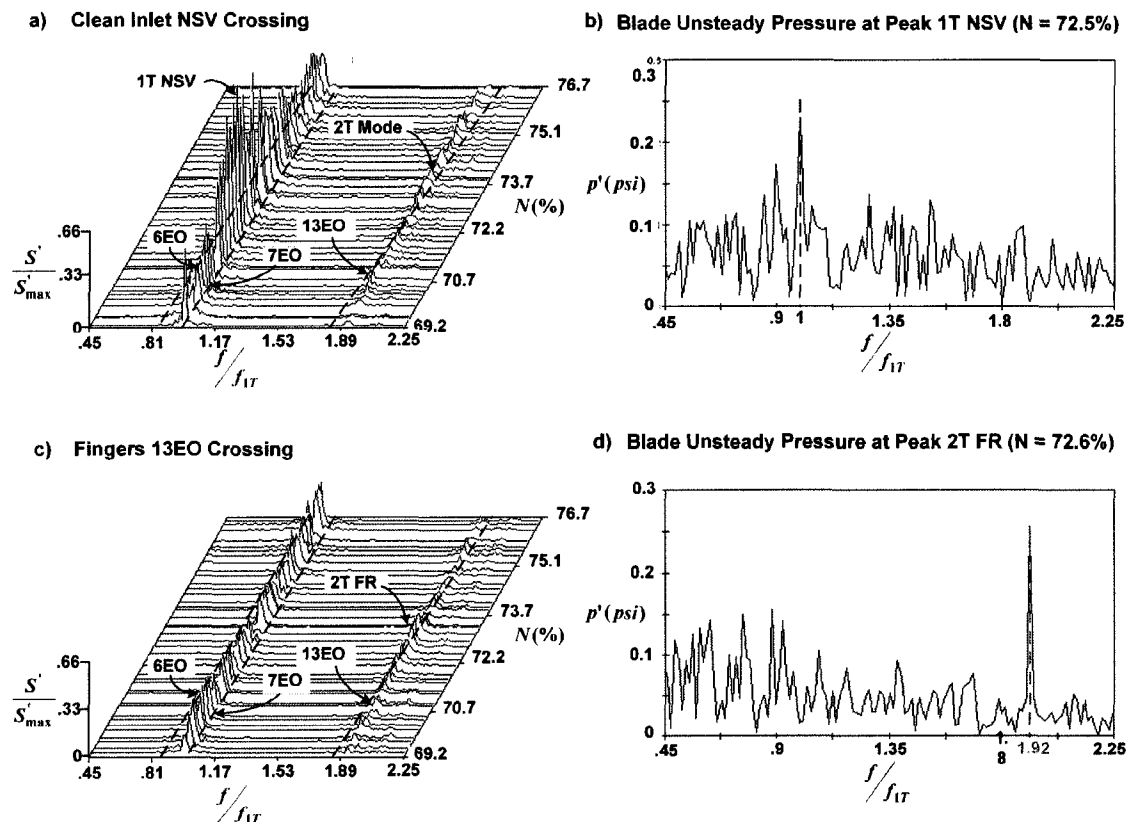 a) Clean Inlet NSV Crossing
1T NSV
2T Mode
13EO
6EO
7EO
S'
S'max
.66
.33
0
.45 .81 1.17 1.53 1.89 2.25
f/f1T
76.7
75.1
73.7
N(%)
72.2
70.7
69.2
b) Blade Unsteady Pressure at Peak 1T NSV (N = 72.5%)
0.3
0.2
p'(psi)
0.1
0
.45 .9 1 1.35 1.8 2.25
f/f1T
c) Fingers 13EO Crossing
2T FR
13EO
6EO
7EO
S'
S'max
.66
.33
0
.45 .81 1.17 1.53 1.89 2.25
f/f1T
76.7
75.1
73.7
N(%)
72.2
70.7
69.2
d) Blade Unsteady Pressure at Peak 2T FR (N = 72.6%)
0.3
0.2
p'(psi)
0.1
0
.45 .9 1.35 8 1.92 2.25
f/f1T